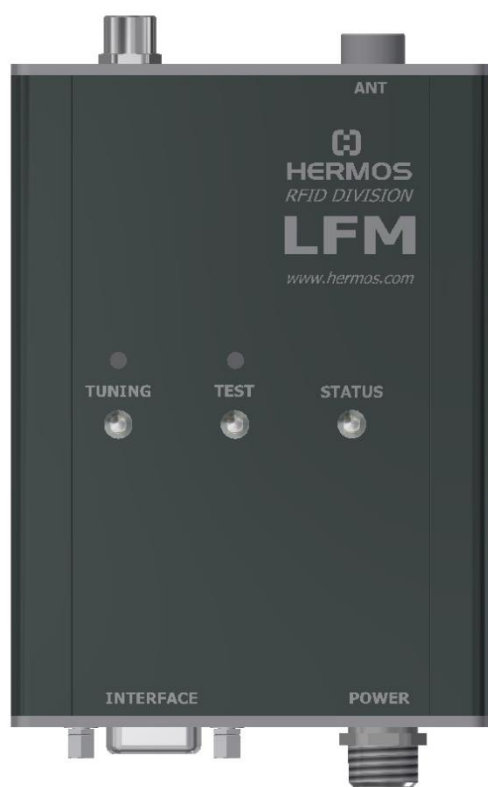 ANT
HERMOS
RFID DIVISION
LFM
www.hermos.com
TUNING TEST STATUS
INTERFACE POWER